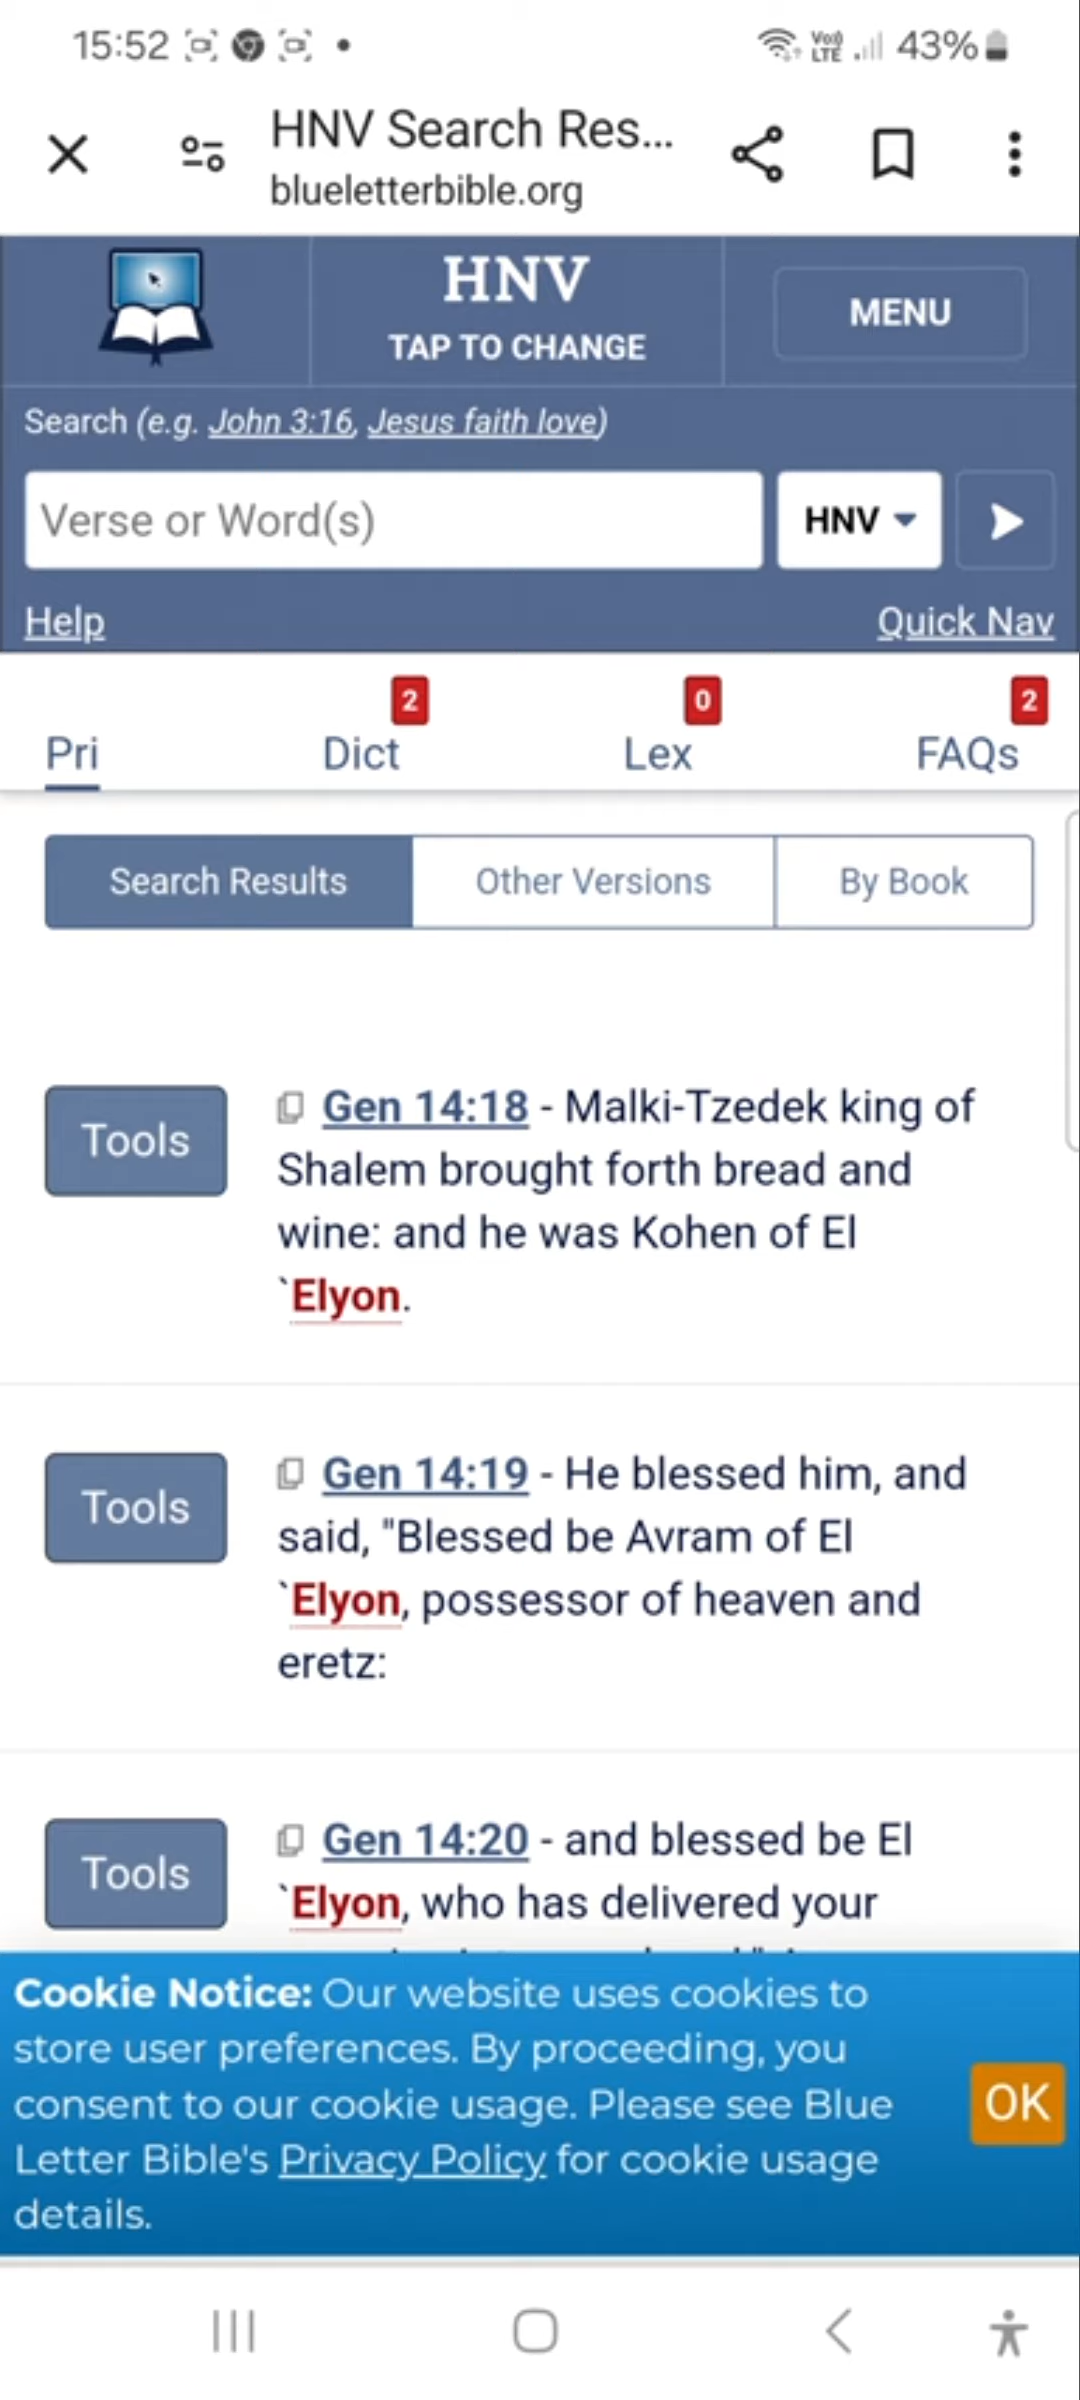 15:52
Vo)) LTE 43%
HNV Search Res...
blueletterbible.org
HNV
TAP TO CHANGE
MENU
Search (e.g. John 3:16, Jesus faith love)
Verse or Word(s)
HNV
Help
Quick Nav
2
0
2
Pri
Dict
Lex
FAQs
Search Results
Other Versions
By Book
Tools
Gen 14:18 - Malki-Tzedek king of
Shalem brought forth bread and
wine: and he was Kohen of El
`Elyon.
Tools
Gen 14:19 - He blessed him, and
said, "Blessed be Avram of El
`Elyon, possessor of heaven and
eretz:
Tools
Gen 14:20 - and blessed be El
`Elyon, who has delivered your
Cookie Notice: Our website uses cookies to
store user preferences. By proceeding, you
consent to our cookie usage. Please see Blue
Letter Bible's Privacy Policy for cookie usage
details.
OK